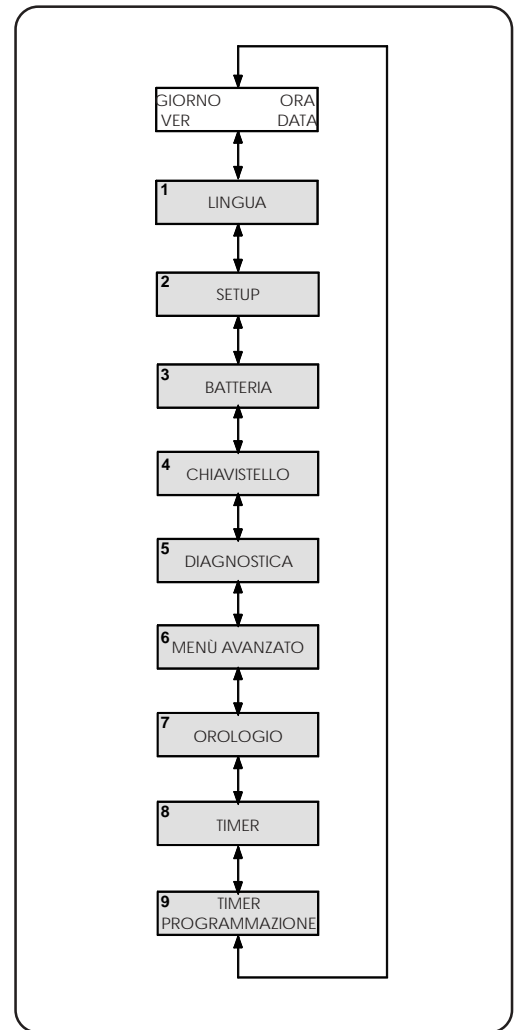 GIORNO ORA
VER DATA
1
LINGUA
2
SETUP
3
BATTERIA
4
CHIAVISTELLO
5
DIAGNOSTICA
6
MENÙ AVANZATO
7
OROLOGIO
8
TIMER
9
TIMER
PROGRAMMAZIONE